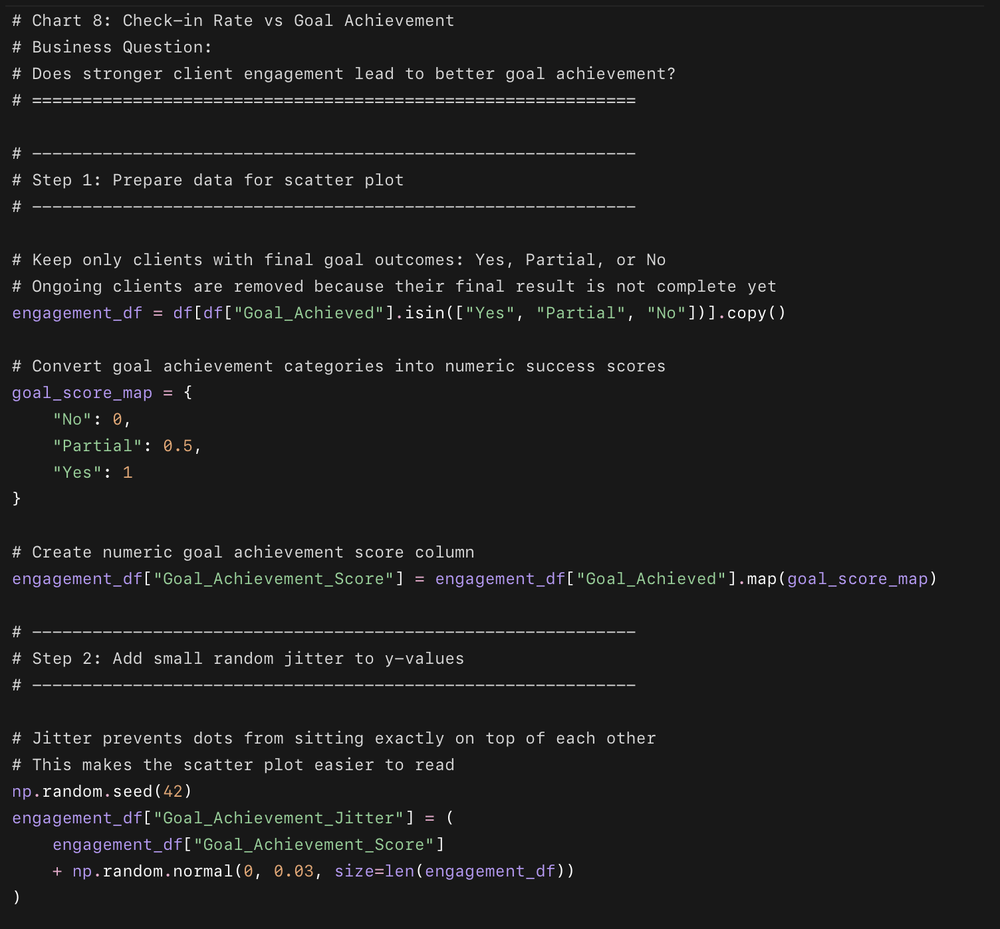 # Chart 8: Check-in Rate vs Goal Achievement
# Business Question:
# Does stronger client engagement lead to better goal achievement?
# ============================================================
# ------------------------------------------------------------
# Step 1: Prepare data for scatter plot
# ------------------------------------------------------------
# Keep only clients with final goal outcomes: Yes, Partial, or No
# Ongoing clients are removed because their final result is not complete yet
engagement_df = df[df["Goal_Achieved"].isin(["Yes", "Partial", "No"])].copy()
# Convert goal achievement categories into numeric success scores
goal_score_map = {
    "No": 0,
    "Partial": 0.5,
    "Yes": 1
}
# Create numeric goal achievement score column
engagement_df["Goal_Achievement_Score"] = engagement_df["Goal_Achieved"].map(goal_score_map)
# ------------------------------------------------------------
# Step 2: Add small random jitter to y-values
# ------------------------------------------------------------
# Jitter prevents dots from sitting exactly on top of each other
# This makes the scatter plot easier to read
np.random.seed(42)
engagement_df["Goal_Achievement_Jitter"] = (
    engagement_df["Goal_Achievement_Score"]
    + np.random.normal(0, 0.03, size=len(engagement_df))
)